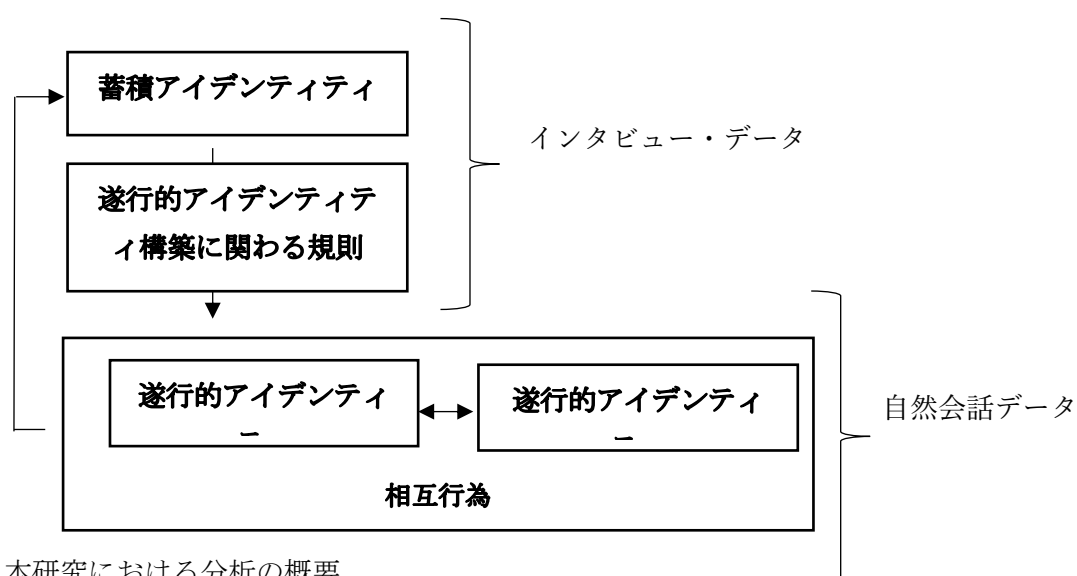 蓄積アイデンティティ
インタビュー・データ
遂行的アイデンティテ
ィ構築に関わる規則
遂行的アイデンティ
遂行的アイデンティ
自然会話データ
相互行為
本研究における分析の概要